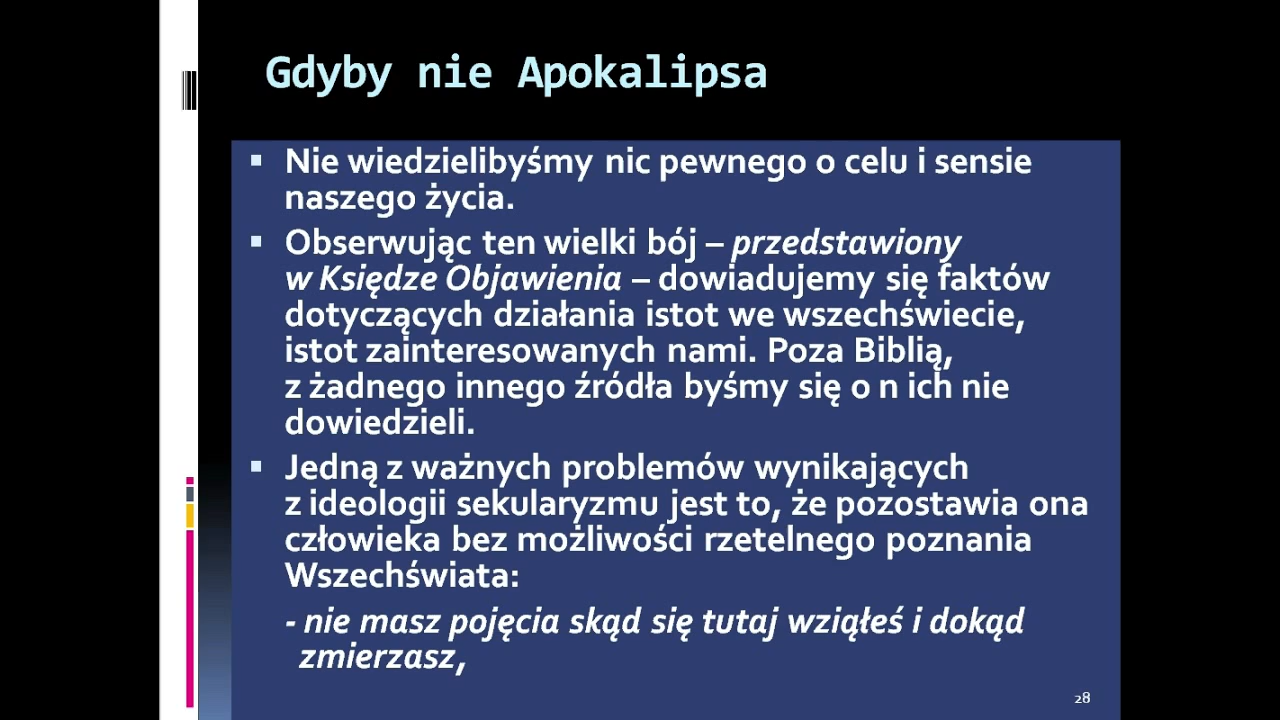 Gdyby nie Apokalipsa
▪ Nie wiedzielibyśmy nic pewnego o celu i sensie
naszego życia.
▪ Obserwując ten wielki bój – przedstawiony
w Księdze Objawienia – dowiadujemy się faktów
dotyczących działania istot we wszechświecie,
istot zainteresowanych nami. Poza Biblią,
z żadnego innego źródła byśmy się o n ich nie
dowiedzieli.
▪ Jedną z ważnych problemów wynikających
z ideologii sekularyzmu jest to, że pozostawia ona
człowieka bez możliwości rzetelnego poznania
Wszechświata:
- nie masz pojęcia skąd się tutaj wziąłeś i dokąd
zmierzasz,
28